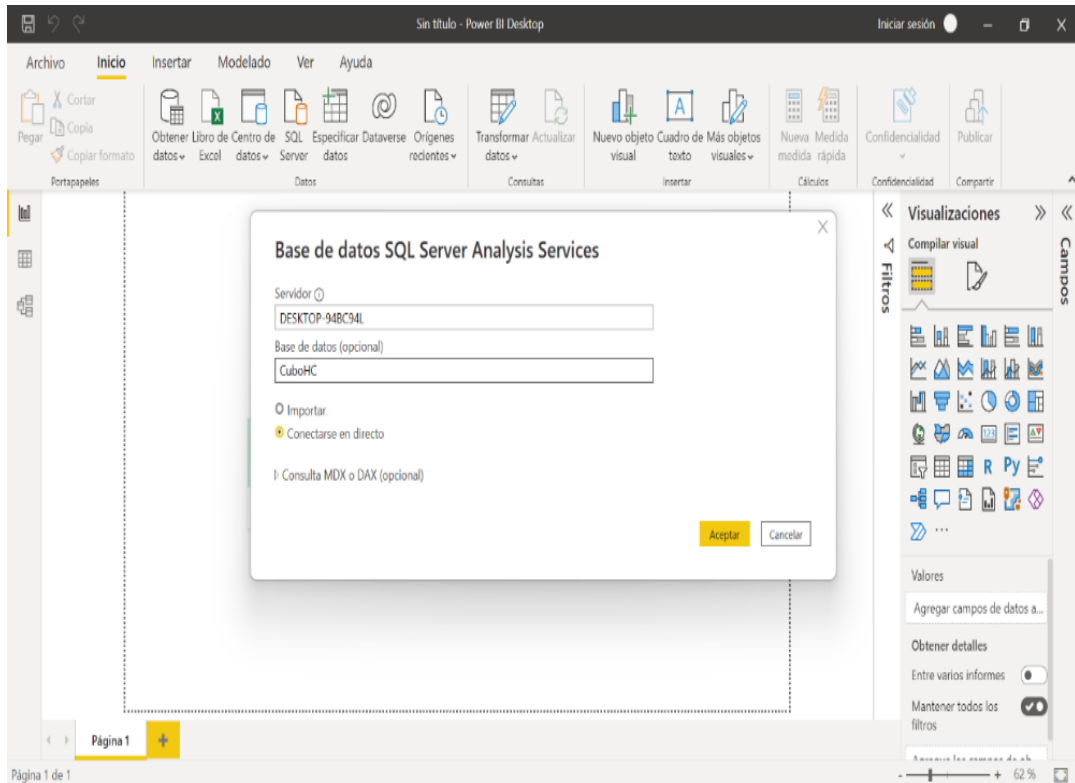 Sin título - Power BI Desktop
Iniciar sesión
Archivo Inicio Insertar Modelado Ver Ayuda
Pegar
Cortar
Copia
Copiar formato
Portapapeles
Obtener datos
Libro de Excel
Centro de datos
SQL Server
Especificar datos
Dataverse
Orígenes recientes
Datos
Transformar datos
Actualizar
Consultas
Nuevo objeto visual
Cuadro de texto
Más objetos visuales
Insertar
Nueva medida
Medida rápida
Cálculos
Confidencialidad
Confidencialidad
Publicar
Compartir
Base de datos SQL Server Analysis Services
Servidor
DESKTOP-94BC94L
Base de datos (opcional)
CuboHC
Importar
Conectarse en directo
Consulta MDX o DAX (opcional)
Aceptar
Cancelar
Filtros
Visualizaciones
Compilar visual
Campos
123
R
Py
Valores
Agregar campos de datos a...
Obtener detalles
Entre varios informes
Mantener todos los
filtros
Página 1
Página 1 de 1
62 %